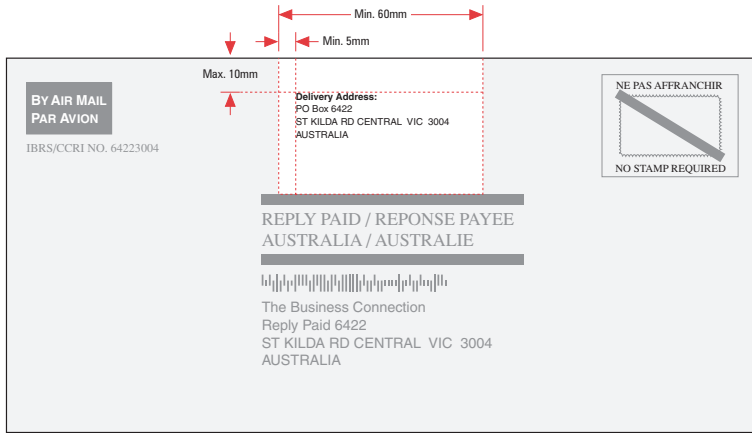 Min. 60mm
Min. 5mm
Max. 10mm
BY AIR MAIL
PAR AVION
IBRS/CCRI NO. 64223004
Delivery Address:
PO Box 6422
ST KILDA RD CENTRAL  VIC  3004
AUSTRALIA
NE PAS AFFRANCHIR
NO STAMP REQUIRED
REPLY PAID / REPONSE PAYEE
AUSTRALIA / AUSTRALIE
The Business Connection
Reply Paid 6422
ST KILDA RD CENTRAL  VIC  3004
AUSTRALIA